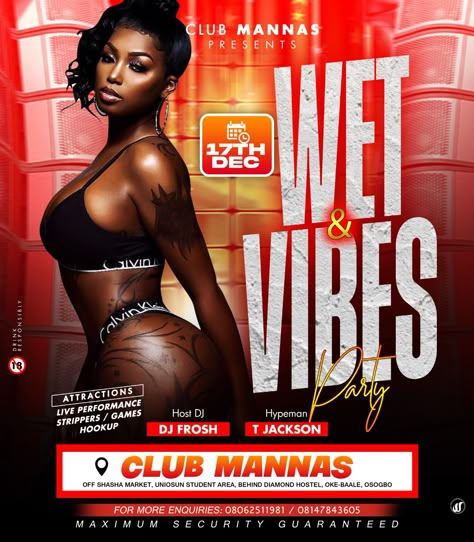 CLUB MANNAS
PRESENTS
17TH
DEC
WET
&
VIBES
Party
DRINK
RESPONSIBLY
18
ATTRACTIONS
LIVE PERFORMANCE
STRIPPERS / GAMES
HOOKUP
Host DJ
DJ FROSH
Hypeman
T JACKSON
CLUB MANNAS
OFF SHASHA MARKET, UNIOSUN STUDENT AREA, BEHIND DIAMOND HOSTEL, OKE-BAALE, OSOGBO
FOR MORE ENQUIRIES: 08062511981 / 08147843605
MAXIMUM SECURITY GUARANTEED
Calvin K
Calvin K